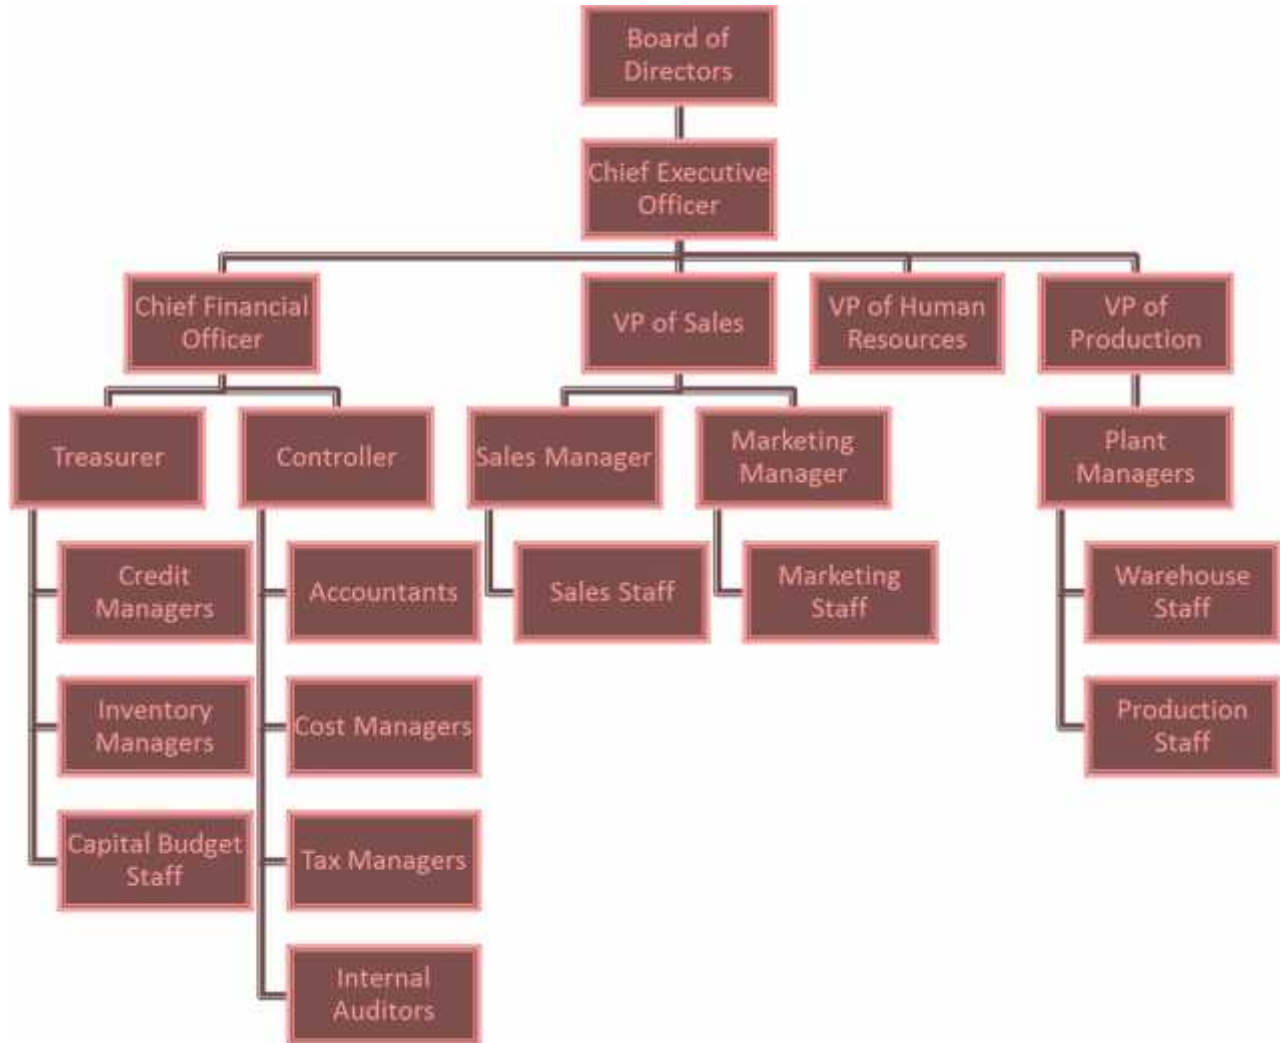 Board of
Directors
Chief Executive
Officer
Chief Financial
Officer
VP of Sales
VP of Human
Resources
VP of
Production
Treasurer
Controller
Sales Manager
Marketing
Manager
Plant
Managers
Credit
Managers
Accountants
Sales Staff
Marketing
Staff
Warehouse
Staff
Inventory
Managers
Cost Managers
Production
Staff
Capital Budget
Staff
Tax Managers
Internal
Auditors